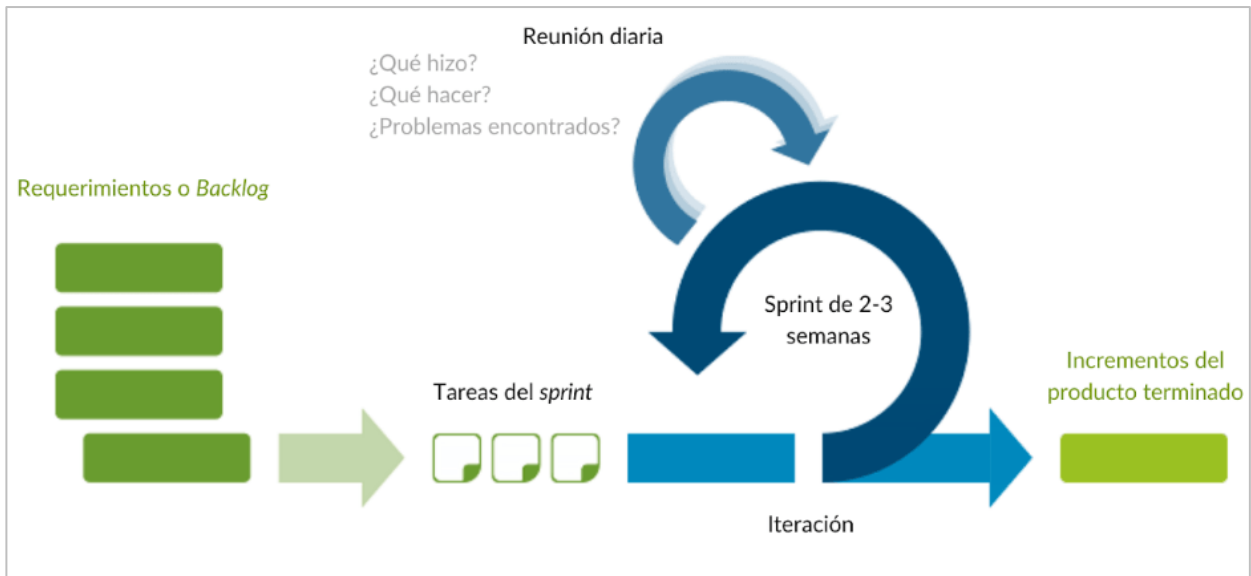 Reunión diaria
¿Qué hizo?
¿Qué hacer?
¿Problemas encontrados?
Requerimientos o Backlog
Sprint de 2-3
semanas
Tareas del sprint
Incrementos del
producto terminado
Iteración